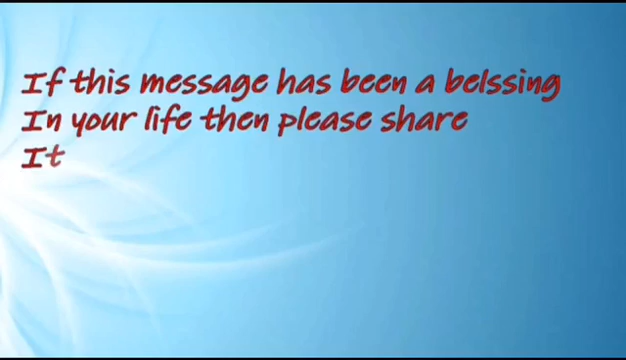 If this message has been a belssing
In your life then please share
It